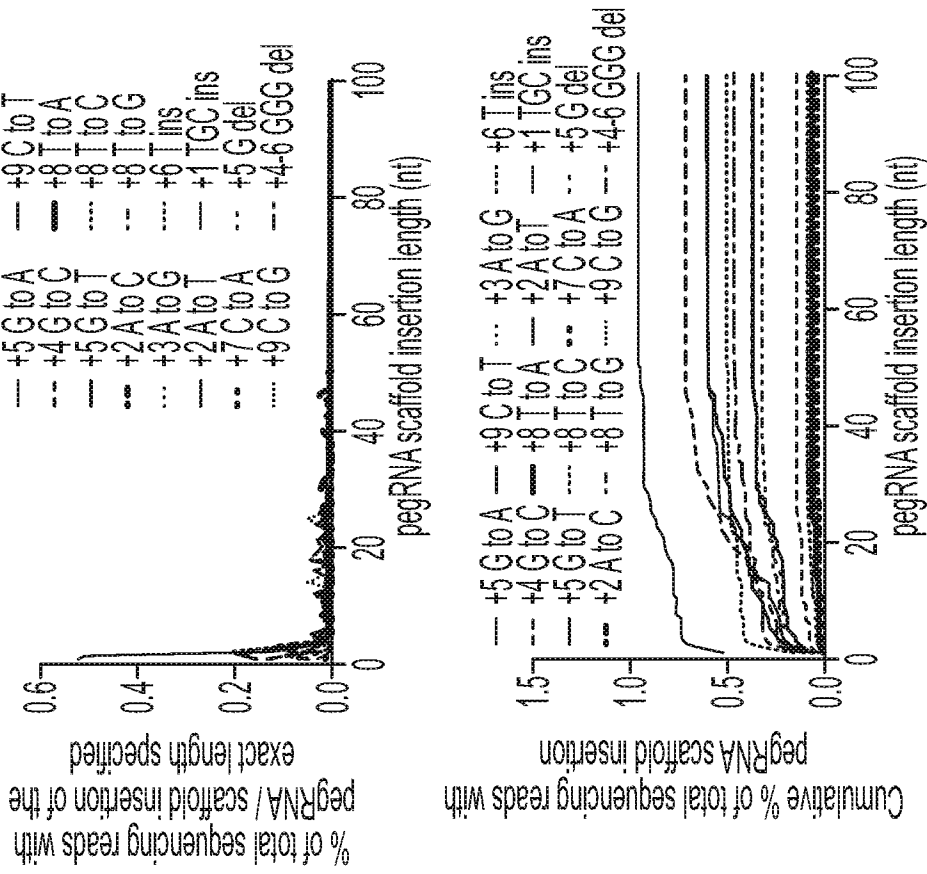 % of total sequencing reads with
pegRNA / scaffold insertion of the
exact length specified
0.6
0.4
0.2
0.0
+5 G to A +9 C to T
+4 G to C +8 T to A
+5 G to T +8 T to C
+2 A to C +8 T to G
+3 A to G +6 T ins
+2 A to T +1 TGC ins
+7 C to A +5 G del
+9 C to G +4-6 GGG del
0 20 40 60 80 100
pegRNA scaffold insertion length (nt)
Cumulative % of total sequencing reads with
pegRNA scaffold insertion
1.5
1.0
0.5
0.0
+5 G to A +9 C to T +3 A to G +6 T ins
+4 G to C +8 T to A +2 A to T +1 TGC ins
+5 G to T +8 T to C +7 C to A +5 G del
+2 A to C +8 T to G +9 C to G +4-6 GGG del
0 20 40 60 80 100
pegRNA scaffold insertion length (nt)